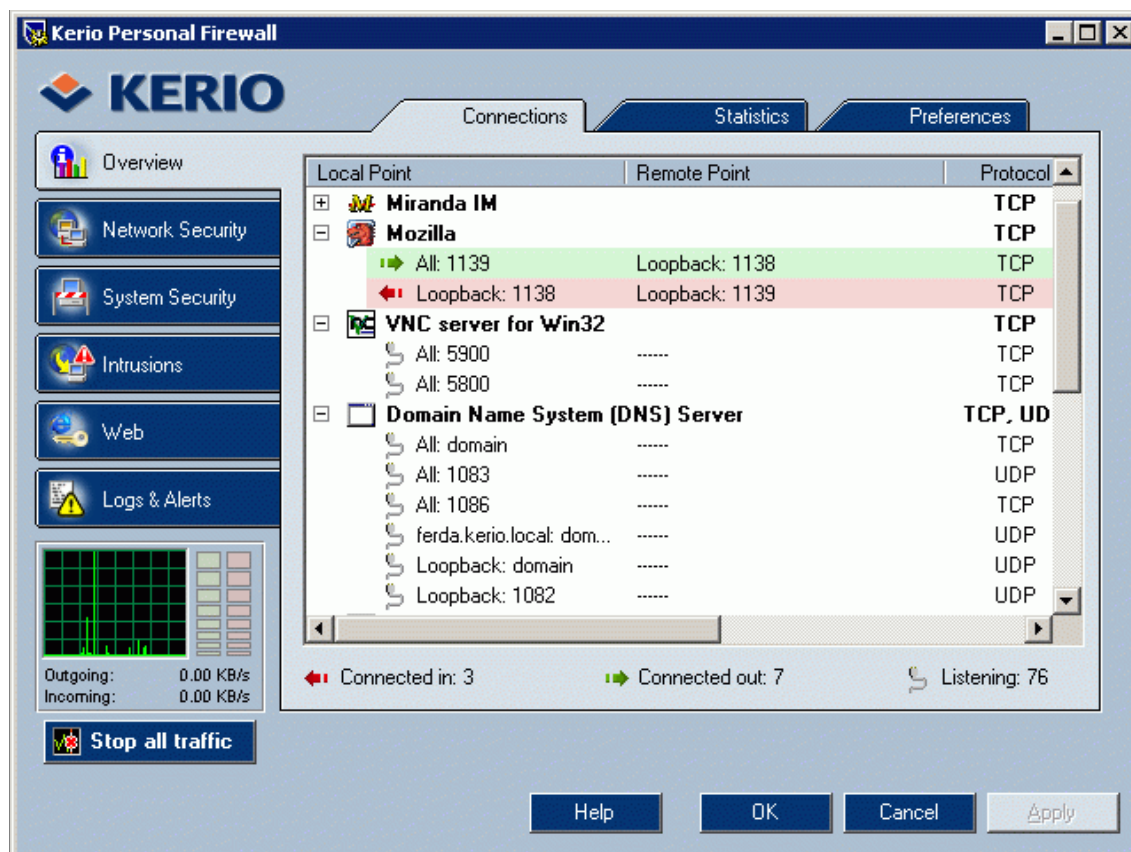 Kerio Personal Firewall
KERIO
Connections Statistics Preferences
Overview
Network Security
System Security
Intrusions
Web
Logs & Alerts
Local Point Remote Point Protocol
Miranda IM TCP
Mozilla TCP
All: 1139 Loopback: 1138 TCP
Loopback: 1138 Loopback: 1139 TCP
VNC server for Win32 TCP
All: 5900 ------ TCP
All: 5800 ------ TCP
Domain Name System (DNS) Server TCP, UD
All: domain ------ TCP
All: 1083 ------ UDP
All: 1086 ------ TCP
ferda.kerio.local: dom... ------ UDP
Loopback: domain ------ UDP
Loopback: 1082 ------ UDP
Outgoing: 0.00 KB/s
Incoming: 0.00 KB/s
Connected in: 3 Connected out: 7 Listening: 76
Stop all traffic
Help OK Cancel Apply